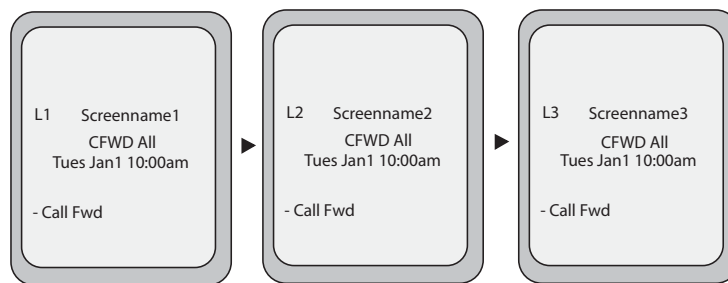 L1 Screenname1
CFWD All
Tues Jan1 10:00am
- Call Fwd
L2 Screenname2
CFWD All
Tues Jan1 10:00am
- Call Fwd
L3 Screenname3
CFWD All
Tues Jan1 10:00am
- Call Fwd